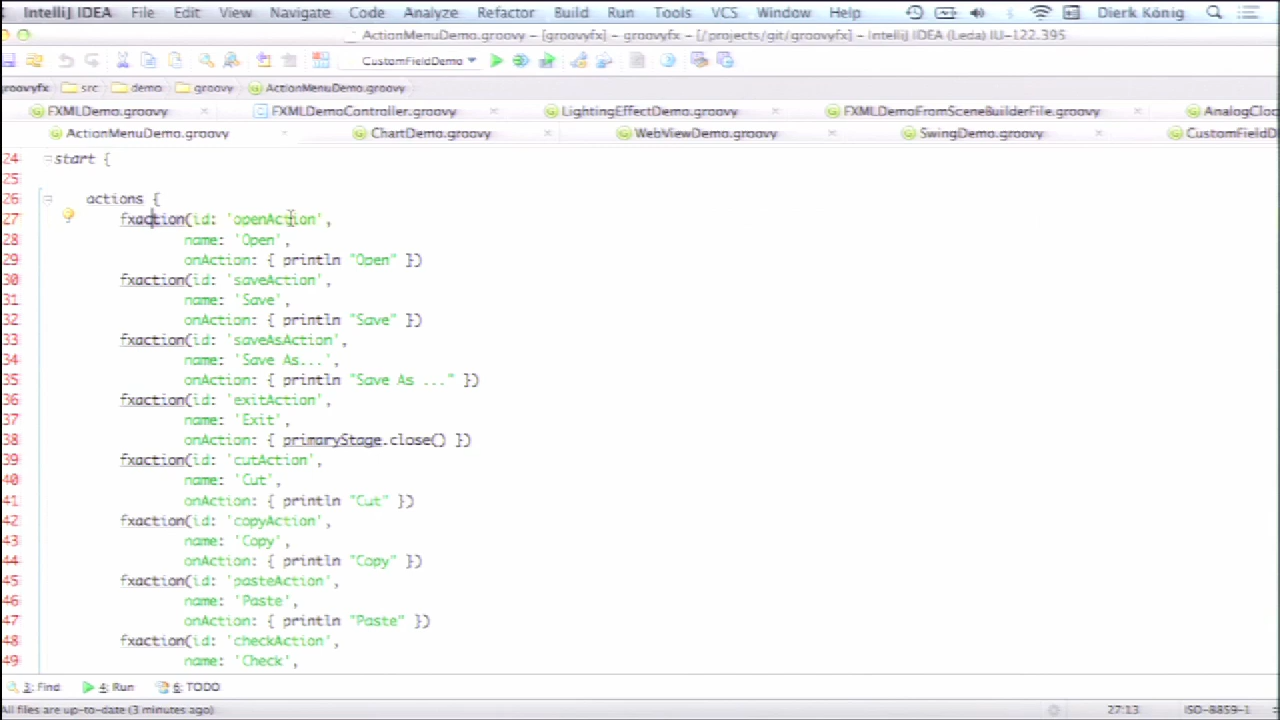 IntelliJ IDEA File Edit View Navigate Code Analyze Refactor Build Run Tools VCS Window Help Dierk König
ActionMenuDemo.groovy – [groovyfx] – groovyfx – [/projects/git/groovyfx] – IntelliJ IDEA (Leda) IU-122.395
CustomFieldDemo
groovyfx src demo groovy ActionMenuDemo.groovy
FXMLDemo.groovy FXMLDemoController.groovy LightingEffectDemo.groovy FXMLDemoFromSceneBuilderFile.groovy AnalogCloc
ActionMenuDemo.groovy ChartDemo.groovy WebViewDemo.groovy SwingDemo.groovy CustomFieldD
24 start {
25
26 actions {
27 fxaction(id: 'openAction',
28 name: 'Open',
29 onAction: { println "Open" })
30 fxaction(id: 'saveAction',
31 name: 'Save',
32 onAction: { println "Save" })
33 fxaction(id: 'saveAsAction',
34 name: 'Save As...',
35 onAction: { println "Save As ..." })
36 fxaction(id: 'exitAction',
37 name: 'Exit',
38 onAction: { primaryStage.close() })
39 fxaction(id: 'cutAction',
40 name: 'Cut',
41 onAction: { println "Cut" })
42 fxaction(id: 'copyAction',
43 name: 'Copy',
44 onAction: { println "Copy" })
45 fxaction(id: 'pasteAction',
46 name: 'Paste',
47 onAction: { println "Paste" })
48 fxaction(id: 'checkAction',
49 name: 'Check',
3: Find 4: Run 6: TODO
All files are up-to-date (3 minutes ago) 27:13 ISO-8859-1